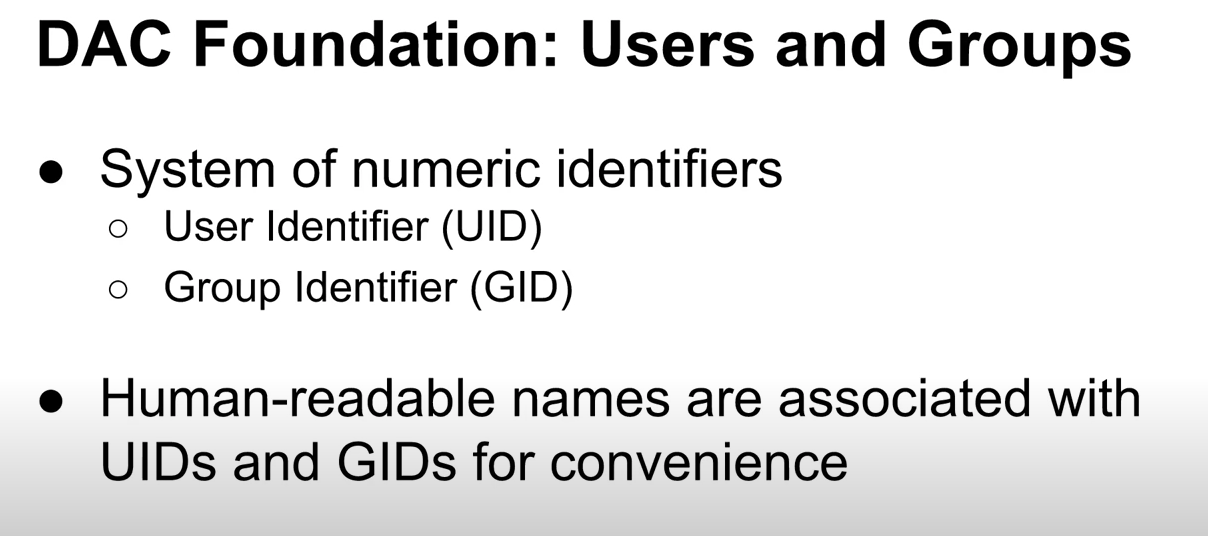 DAC Foundation: Users and Groups
● System of numeric identifiers
○ User Identifier (UID)
○ Group Identifier (GID)
● Human-readable names are associated with
UIDs and GIDs for convenience